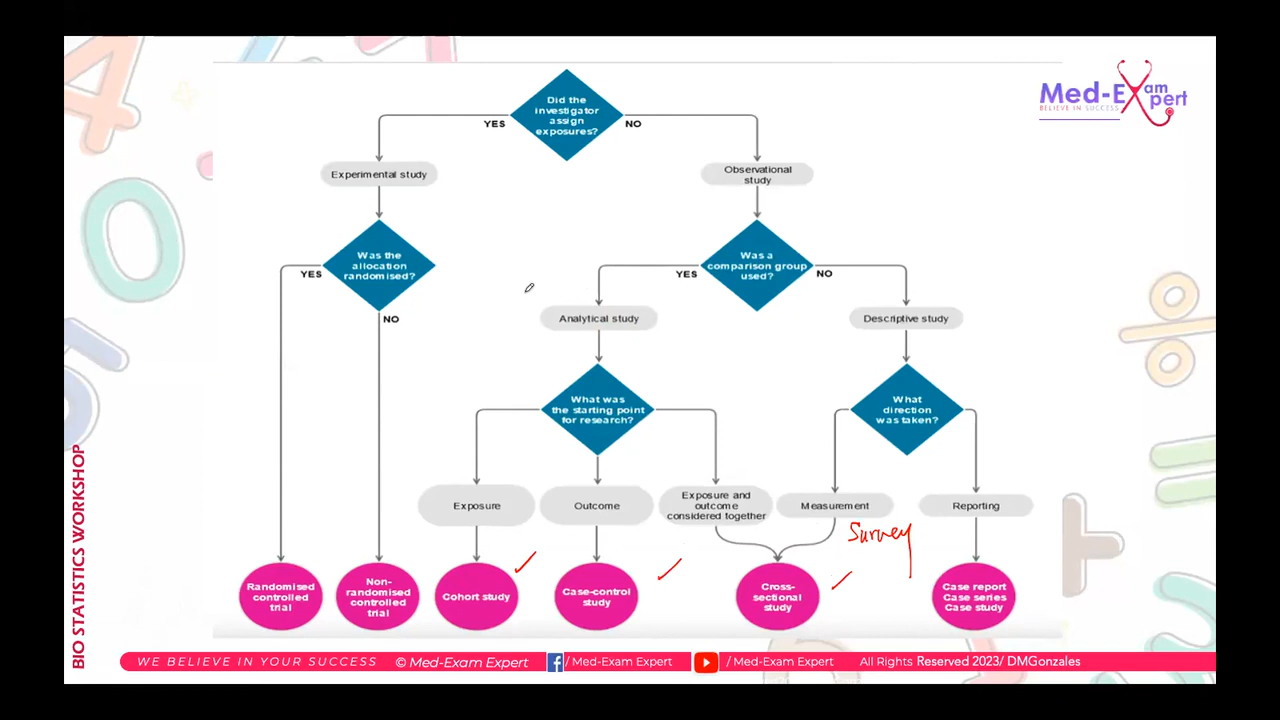 Med-Exam
Expert
BELIEVE IN SUCCESS
Did the
investigator
assign
exposures?
YES
NO
Experimental study
Observational
study
Was the
allocation
randomised?
YES
NO
Was a
comparison group
used?
YES
NO
Analytical study
Descriptive study
What was
the starting point
for research?
What
direction
was taken?
Exposure
Outcome
Exposure and
outcome
considered together
Measurement
Reporting
Survey
Randomised
controlled
trial
Non-
randomised
controlled
trial
Cohort study
Case-control
study
Cross-
sectional
study
Case report
Case series
Case study
BIO STATISTICS WORKSHOP
WE BELIEVE IN YOUR SUCCESS © Med-Exam Expert f / Med-Exam Expert / Med-Exam Expert All Rights Reserved 2023/ DMGonzales